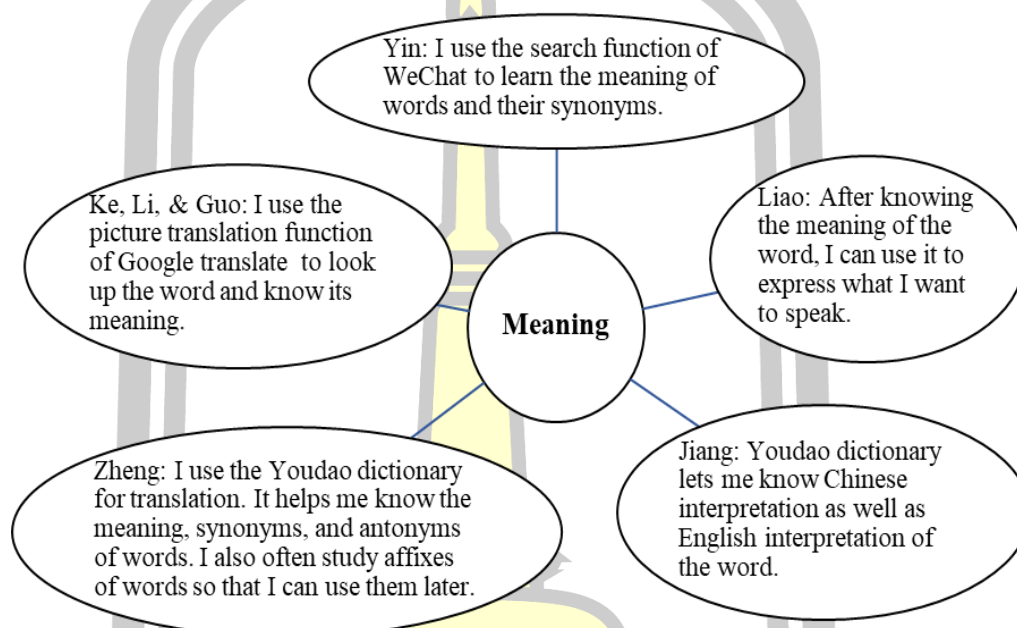 Yin: I use the search function of
WeChat to learn the meaning of
words and their synonyms.
Ke, Li, & Guo: I use the
picture translation function
of Google translate to look
up the word and know its
meaning.
Liao: After knowing
the meaning of the
word, I can use it to
express what I want
to speak.
Meaning
Zheng: I use the Youdao dictionary
for translation. It helps me know the
meaning, synonyms, and antonyms
of words. I also often study affixes
of words so that I can use them later.
Jiang: Youdao dictionary
lets me know Chinese
interpretation as well as
English interpretation of
the word.